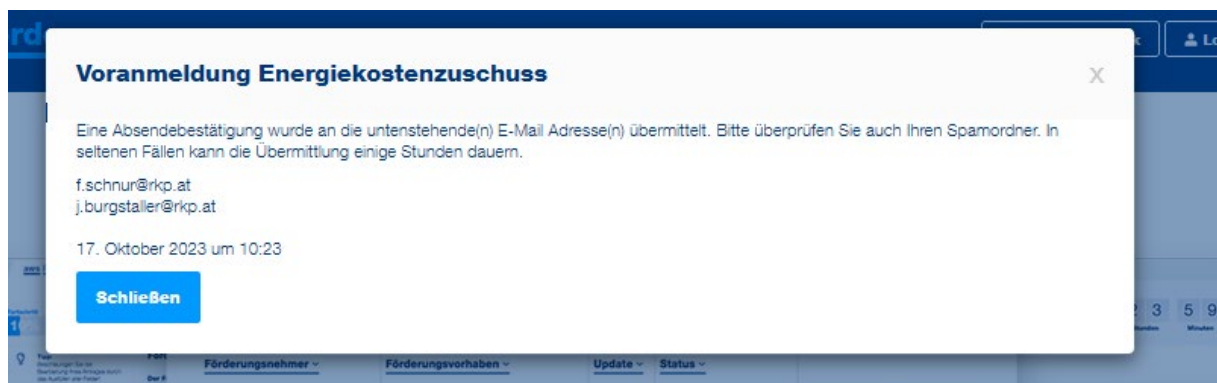 Voranmeldung Energiekostenzuschuss
X
Eine Absendebestätigung wurde an die untenstehende(n) E-Mail Adresse(n) übermittelt. Bitte überprüfen Sie auch Ihren Spamordner. In
seltenen Fällen kann die Übermittlung einige Stunden dauern.
f.schnur@rkp.at
j.burgstaller@rkp.at
17. Oktober 2023 um 10:23
aws
Schließen
3 5 9
Minuten
Förderungsnehmer Förderungsvorhaben Update Status